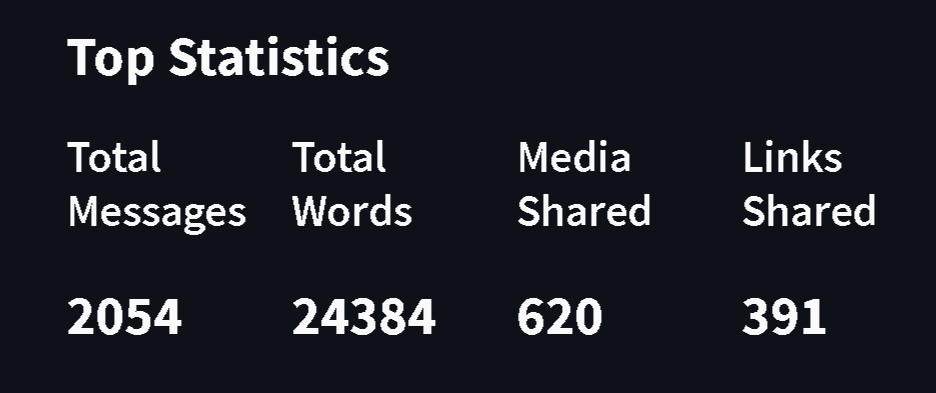 Top Statistics
Total Messages
Total Words
Media Shared
Links Shared
2054
24384
620
391